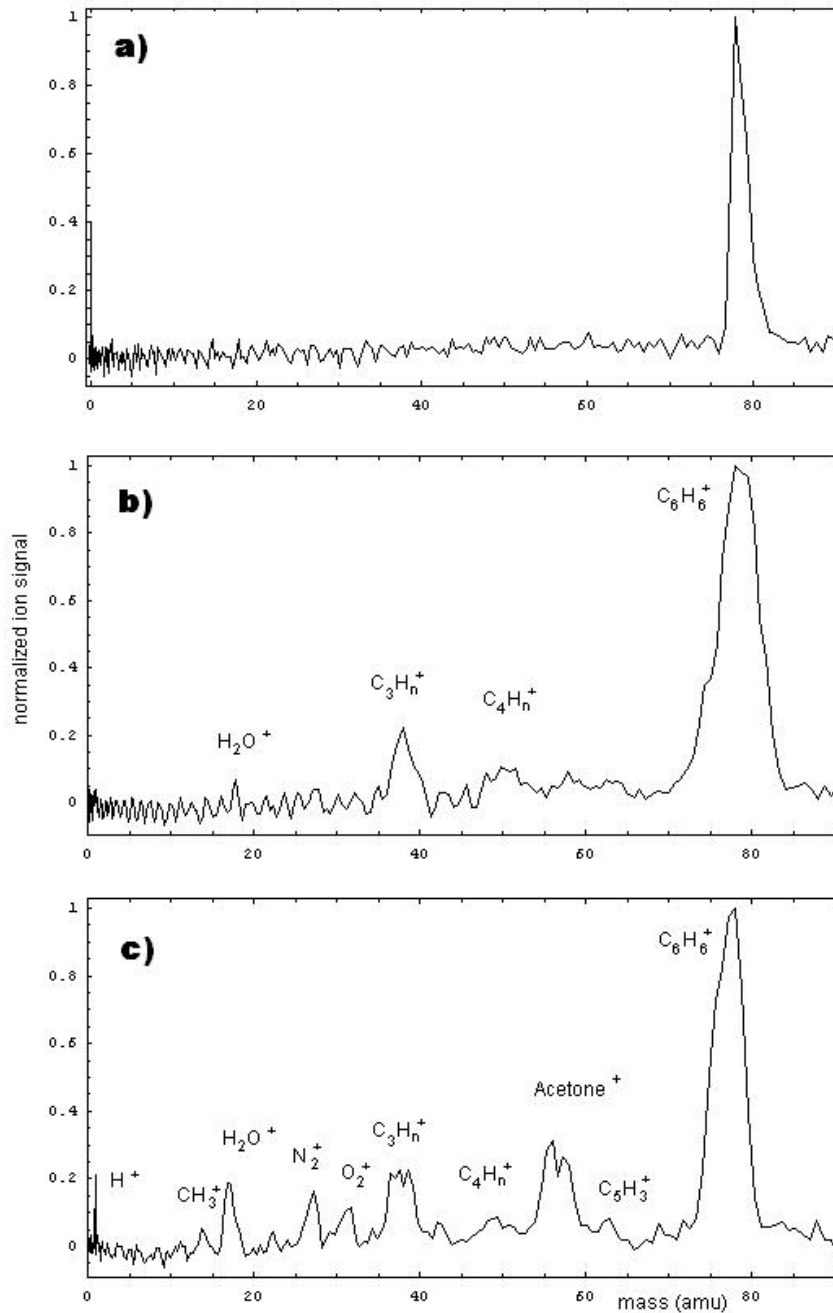 a)
1
0.8
0.6
0.4
0.2
0
0 20 40 60 80
b)
1
0.8
0.6
0.4
0.2
0
normalized ion signal
C6H6+
C3Hn+
C4Hn+
H2O+
0 20 40 60 80
c)
1
0.8
0.6
0.4
0.2
0
C6H6+
Acetone+
H2O+
C3Hn+
N2+
O2+
H+
CH3+
C4Hn+
C5H3+
0 20 40 60 80
mass (amu)